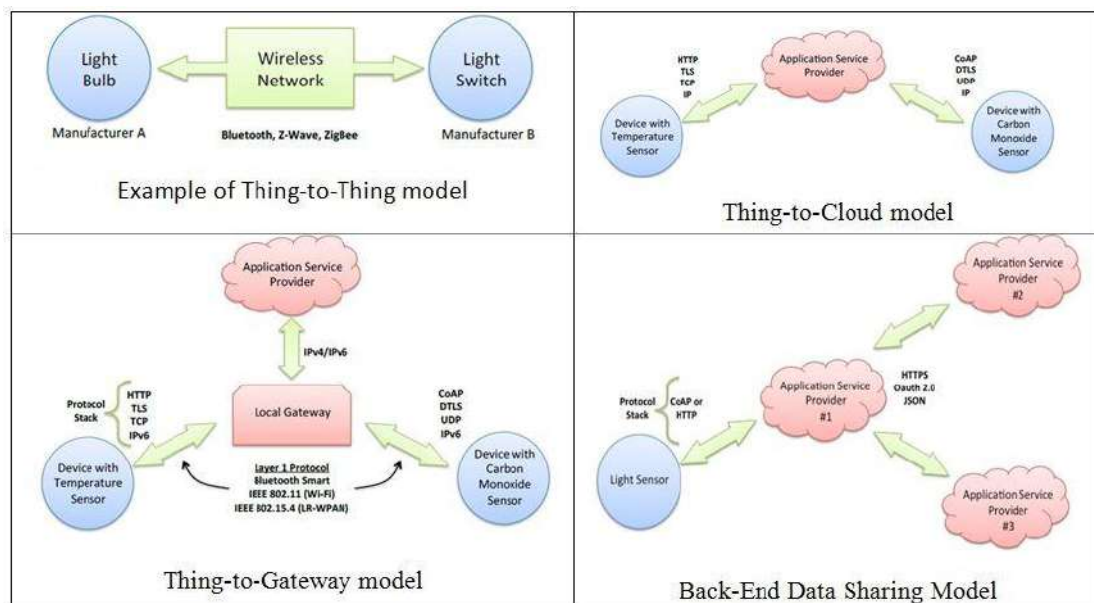 Light
Bulb
Manufacturer A
Wireless
Network
Bluetooth, Z-Wave, ZigBee
Light
Switch
Manufacturer B
Example of Thing-to-Thing model
HTTP
TLS
TCP
IP
Application Service
Provider
CoAP
DTLS
UDP
IP
Device with
Temperature
Sensor
Device with
Carbon
Monoxide
Sensor
Thing-to-Cloud model
Application Service
Provider
IPv4/IPv6
Protocol
Stack
HTTP
TLS
TCP
IPv6
Local Gateway
CoAP
DTLS
UDP
IPv6
Device with
Temperature
Sensor
Layer 1 Protocol
Bluetooth Smart
IEEE 802.11 (Wi-Fi)
IEEE 802.15.4 (LR-WPAN)
Device with
Carbon
Monoxide
Sensor
Thing-to-Gateway model
Application Service
Provider
#2
Protocol
Stack
CoAP or
HTTP
Application Service
Provider
#1
HTTPS
Oauth 2.0
JSON
Light Sensor
Application Service
Provider
#3
Back-End Data Sharing Model